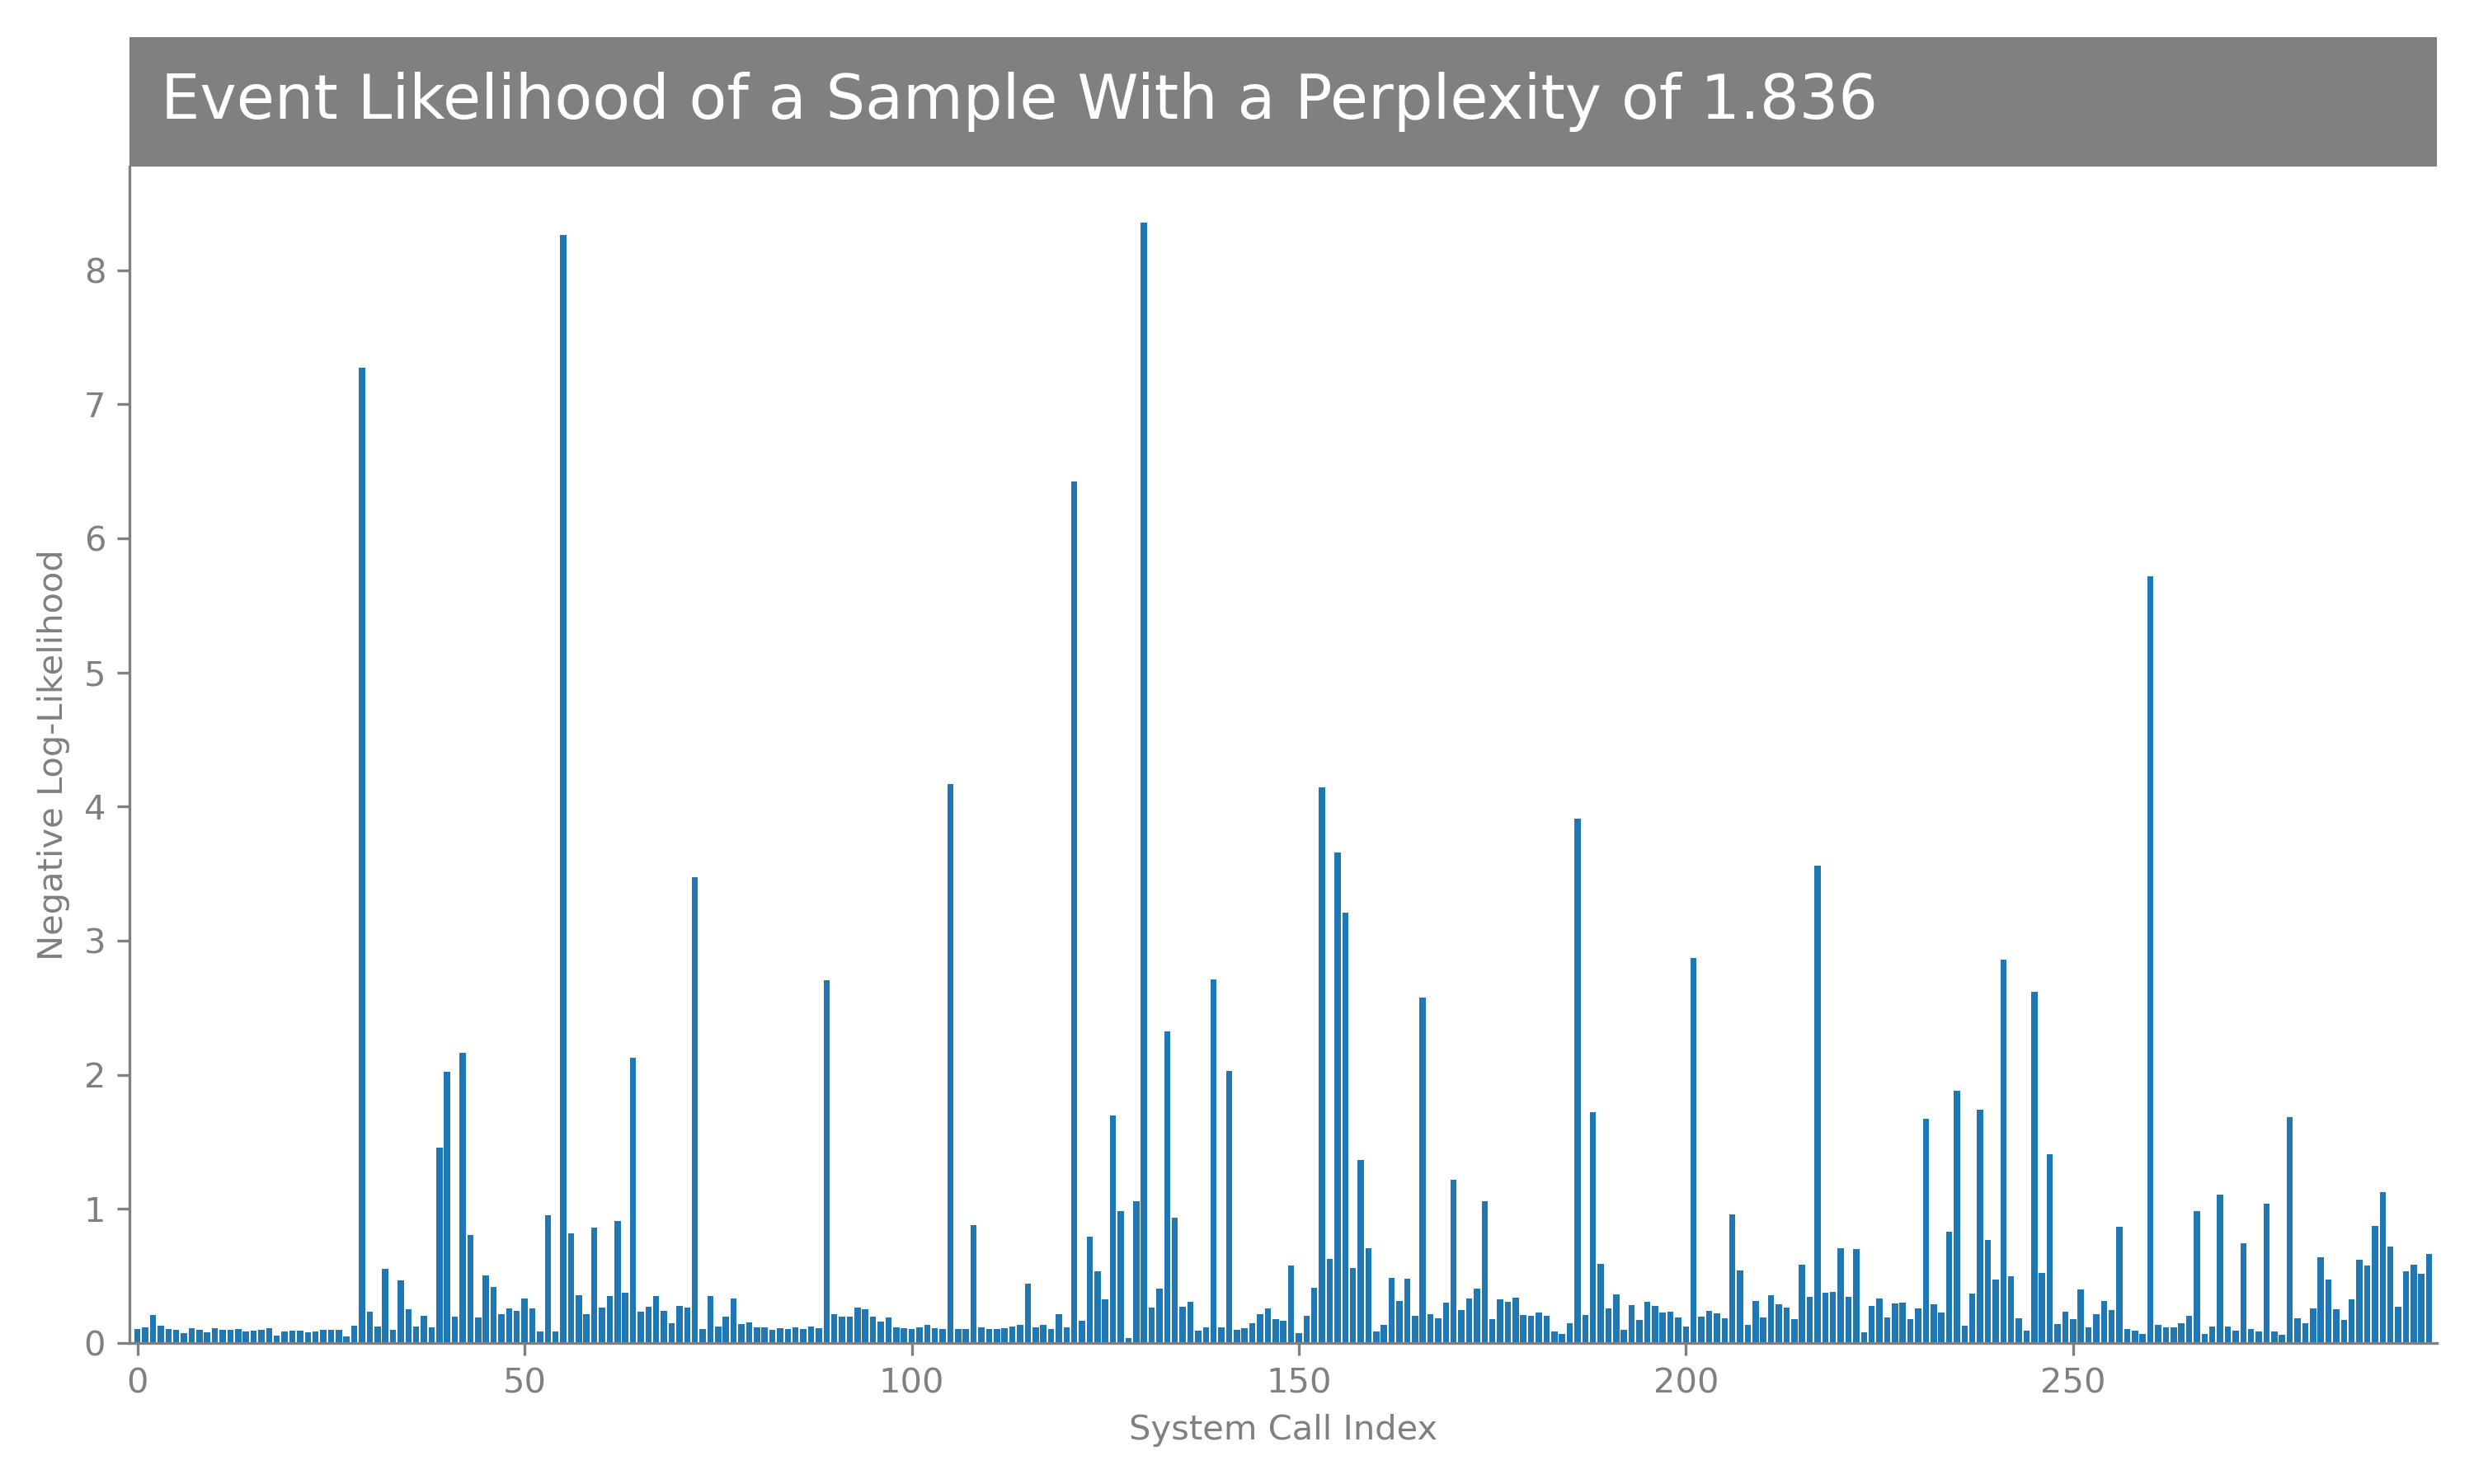 Event Likelihood of a Sample With a Perplexity of 1.836
Negative Log-Likelihood
8
7
6
5
4
3
2
1
0
0 50 100 150 200 250
System Call Index